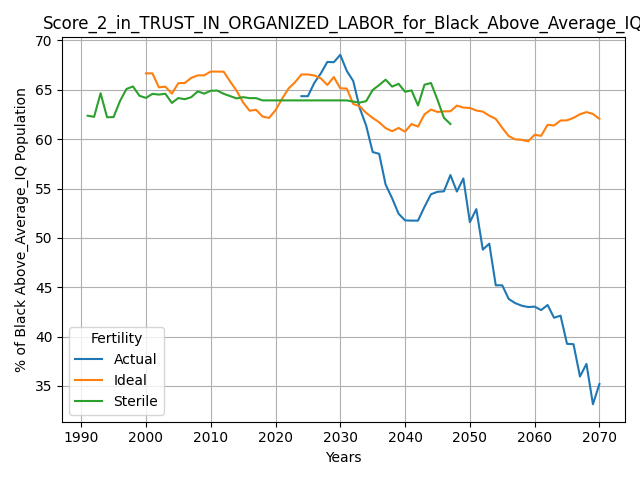 Score_2_in_TRUST_IN_ORGANIZED_LABOR_for_Black_Above_Average_IQ
% of Black Above_Average_IQ Population
70
65
60
55
50
45
40
35
Fertility
Actual
Ideal
Sterile
1990 2000 2010 2020 2030 2040 2050 2060 2070
Years